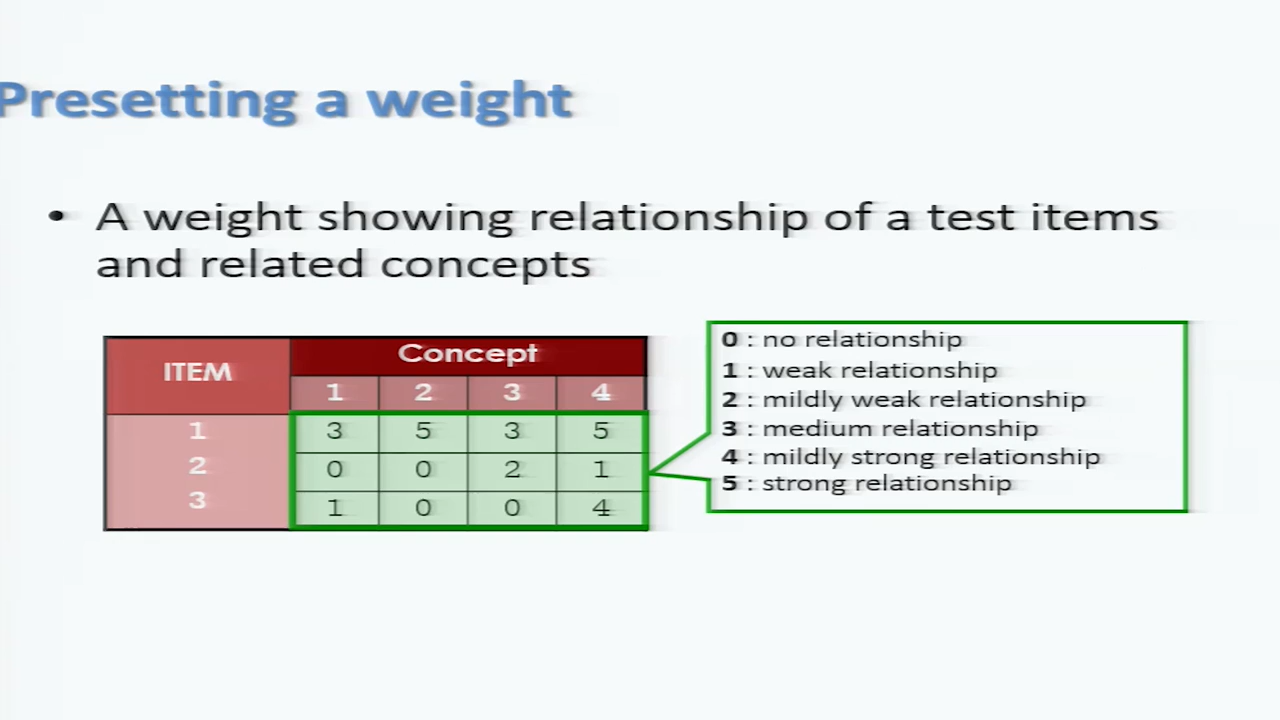 Presetting a weight
• A weight showing relationship of a test items
and related concepts
ITEM Concept
1 2 3 4
1 3 5 3 5
2 0 0 2 1
3 1 0 0 4
0 : no relationship
1 : weak relationship
2 : mildly weak relationship
3 : medium relationship
4 : mildly strong relationship
5 : strong relationship